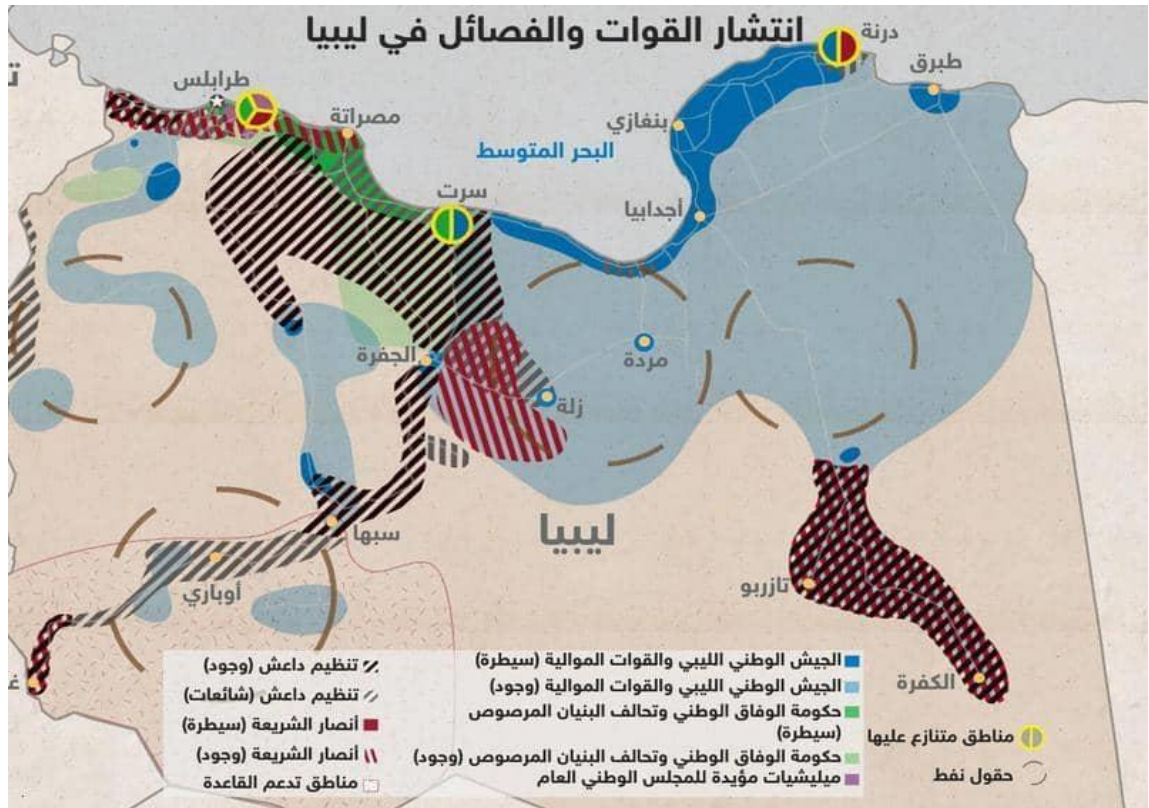 انتشار القوات والفصائل في ليبيا
درنة
طبرق
طرابلس
مصراتة
بنغازي
البحر المتوسط
سرت
أجدابيا
الجفرة
مردة
زلة
ليبيا
سبها
أوباري
تازربو
الكفرة
الجيش الوطني الليبي والقوات الموالية (سيطرة)
الجيش الوطني الليبي والقوات الموالية (وجود)
حكومة الوفاق الوطني وتحالف البنيان المرصوص
(سيطرة)
حكومة الوفاق الوطني وتحالف البنيان المرصوص (وجود)
ميليشيات مؤيدة للمجلس الوطني العام
تنظيم داعش (وجود)
تنظيم داعش (شائعات)
أنصار الشريعة (سيطرة)
أنصار الشريعة (وجود)
مناطق تدعم القاعدة
مناطق متنازع عليها
حقول نفط